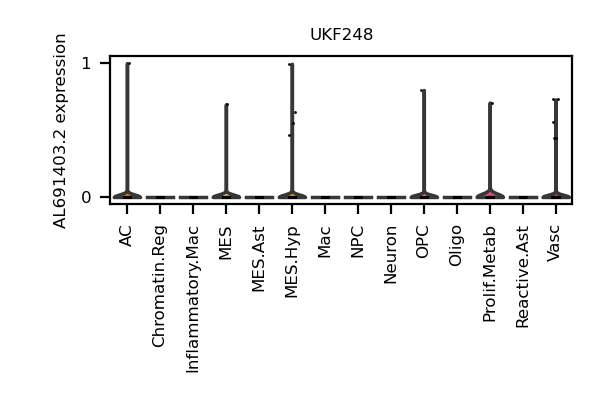 UKF248
AL691403.2 expression
1
0
AC
Chromatin.Reg
Inflammatory.Mac
MES
MES.Ast
MES.Hyp
Mac
NPC
Neuron
OPC
Oligo
Prolif.Metab
Reactive.Ast
Vasc